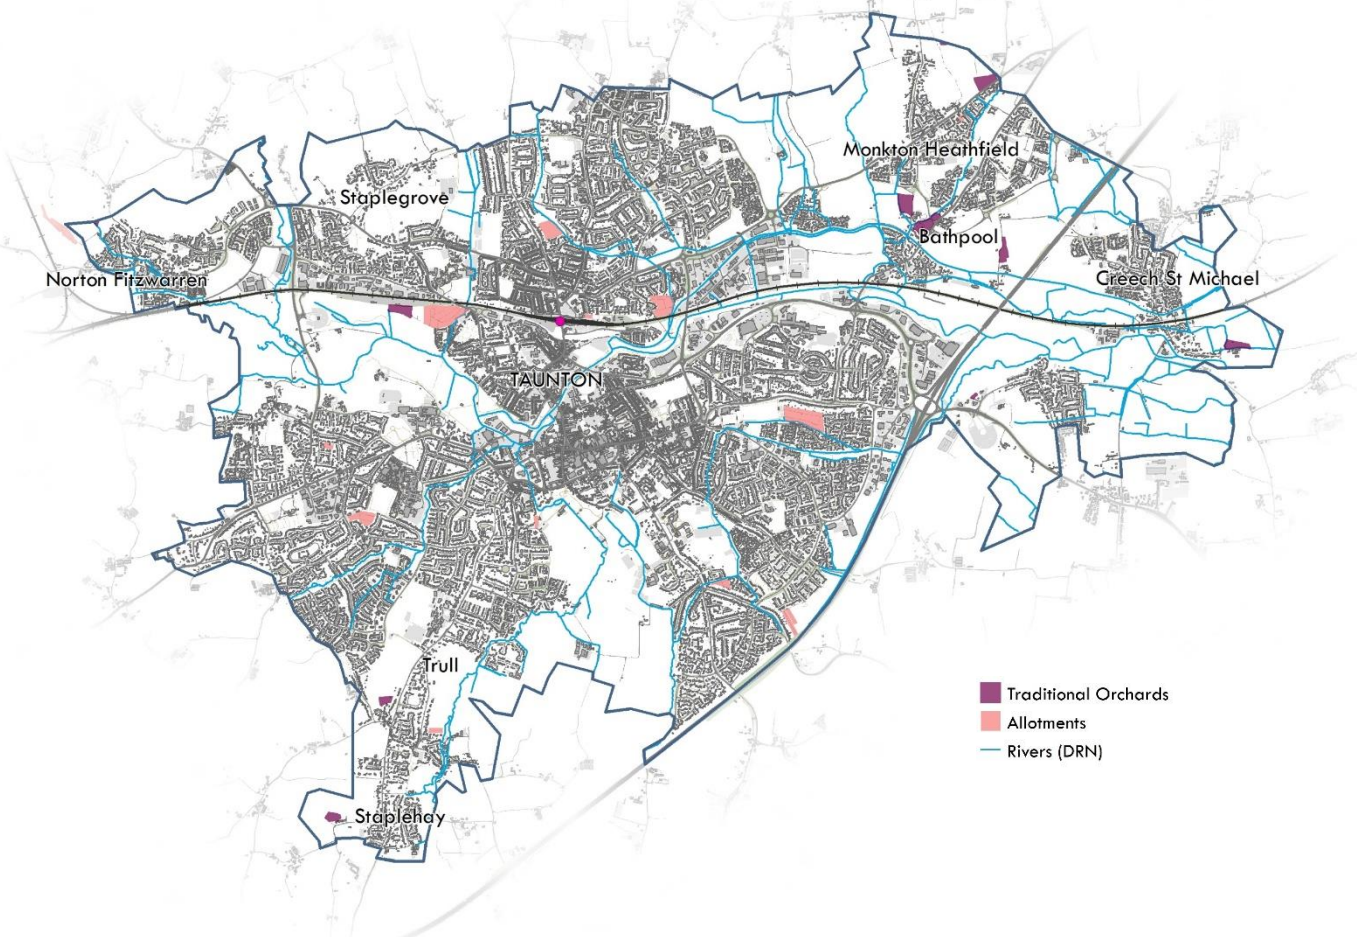 Monkton Heathfield
Staplegrove
Bathpool
Norton Fitzwarren
Creech St Michael
TAUNTON
Trull
Staplehay
Traditional Orchards
Allotments
Rivers (DRN)